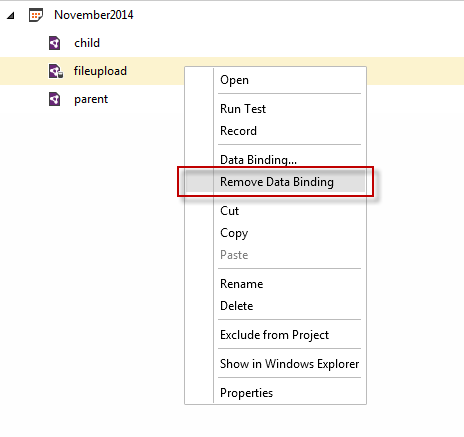 November2014
child
fileupload
parent
Open
Run Test
Record
Data Binding...
Remove Data Binding
Cut
Copy
Paste
Rename
Delete
Exclude from Project
Show in Windows Explorer
Properties